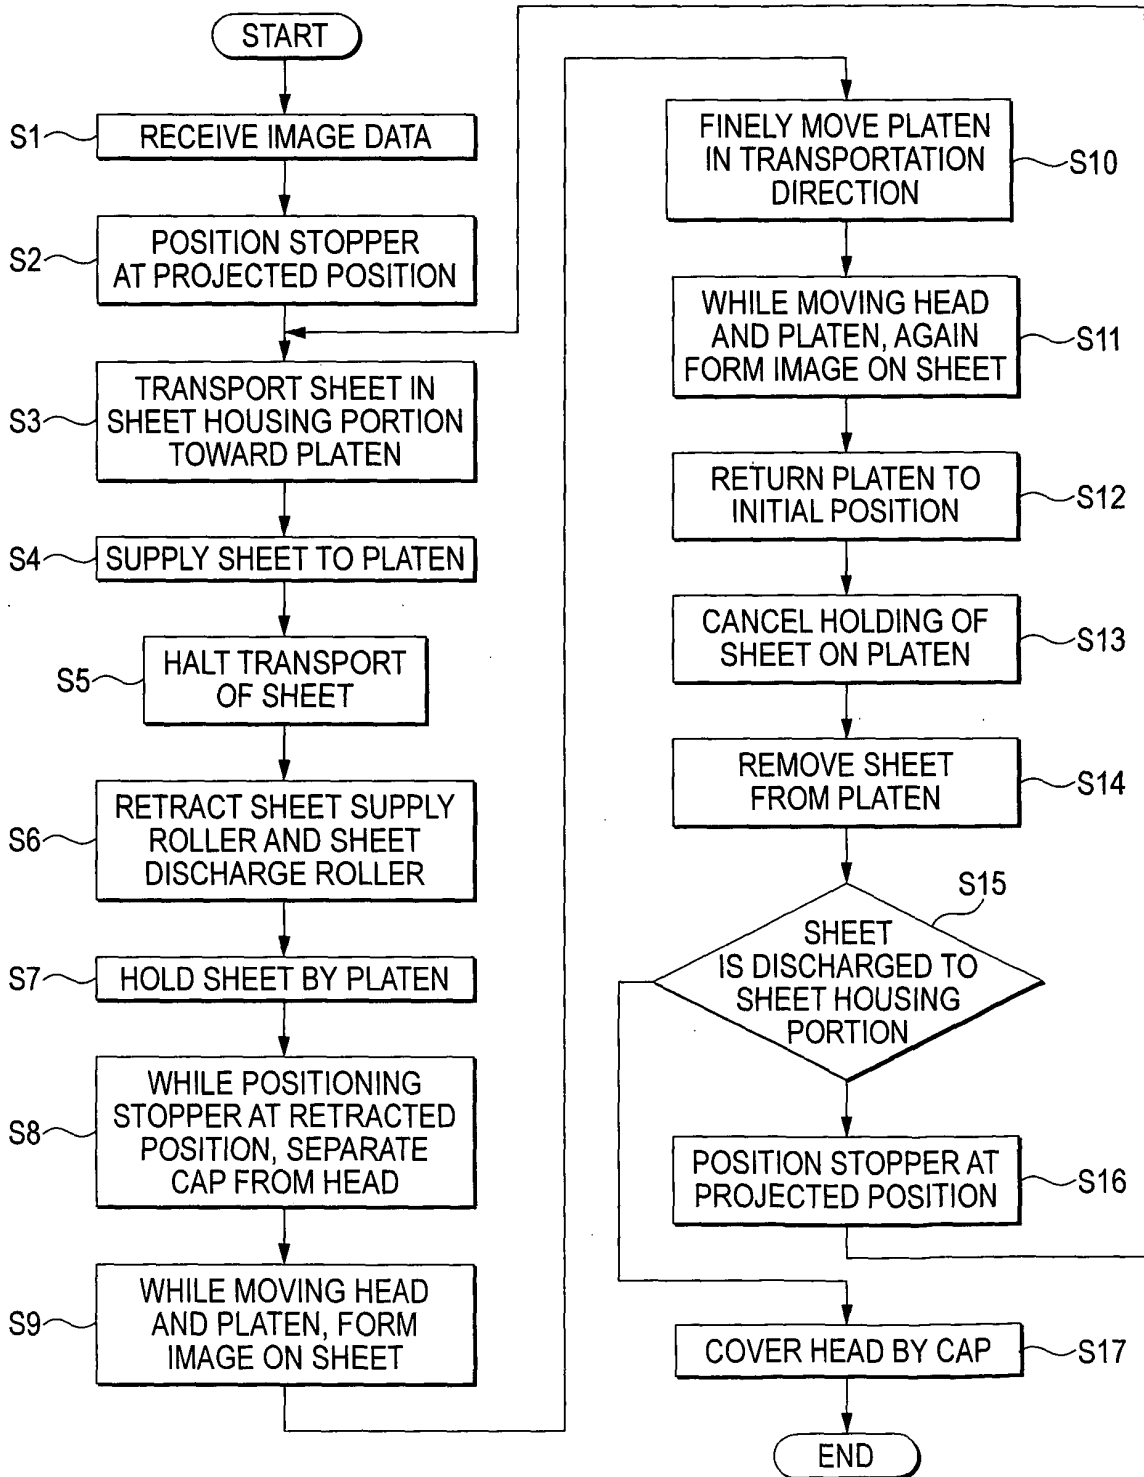 START
S1
RECEIVE IMAGE DATA
S2
POSITION STOPPER
AT PROJECTED POSITION
S3
TRANSPORT SHEET IN
SHEET HOUSING PORTION
TOWARD PLATEN
S4
SUPPLY SHEET TO PLATEN
S5
HALT TRANSPORT
OF SHEET
S6
RETRACT SHEET SUPPLY
ROLLER AND SHEET
DISCHARGE ROLLER
S7
HOLD SHEET BY PLATEN
S8
WHILE POSITIONING
STOPPER AT RETRACTED
POSITION, SEPARATE
CAP FROM HEAD
S9
WHILE MOVING HEAD
AND PLATEN, FORM
IMAGE ON SHEET
FINELY MOVE PLATEN
IN TRANSPORTATION
DIRECTION
S10
WHILE MOVING HEAD
AND PLATEN, AGAIN
FORM IMAGE ON SHEET
S11
RETURN PLATEN TO
INITIAL POSITION
S12
CANCEL HOLDING OF
SHEET ON PLATEN
S13
REMOVE SHEET
FROM PLATEN
S14
S15
SHEET
IS DISCHARGED TO
SHEET HOUSING
PORTION
POSITION STOPPER AT
PROJECTED POSITION
S16
COVER HEAD BY CAP
S17
END